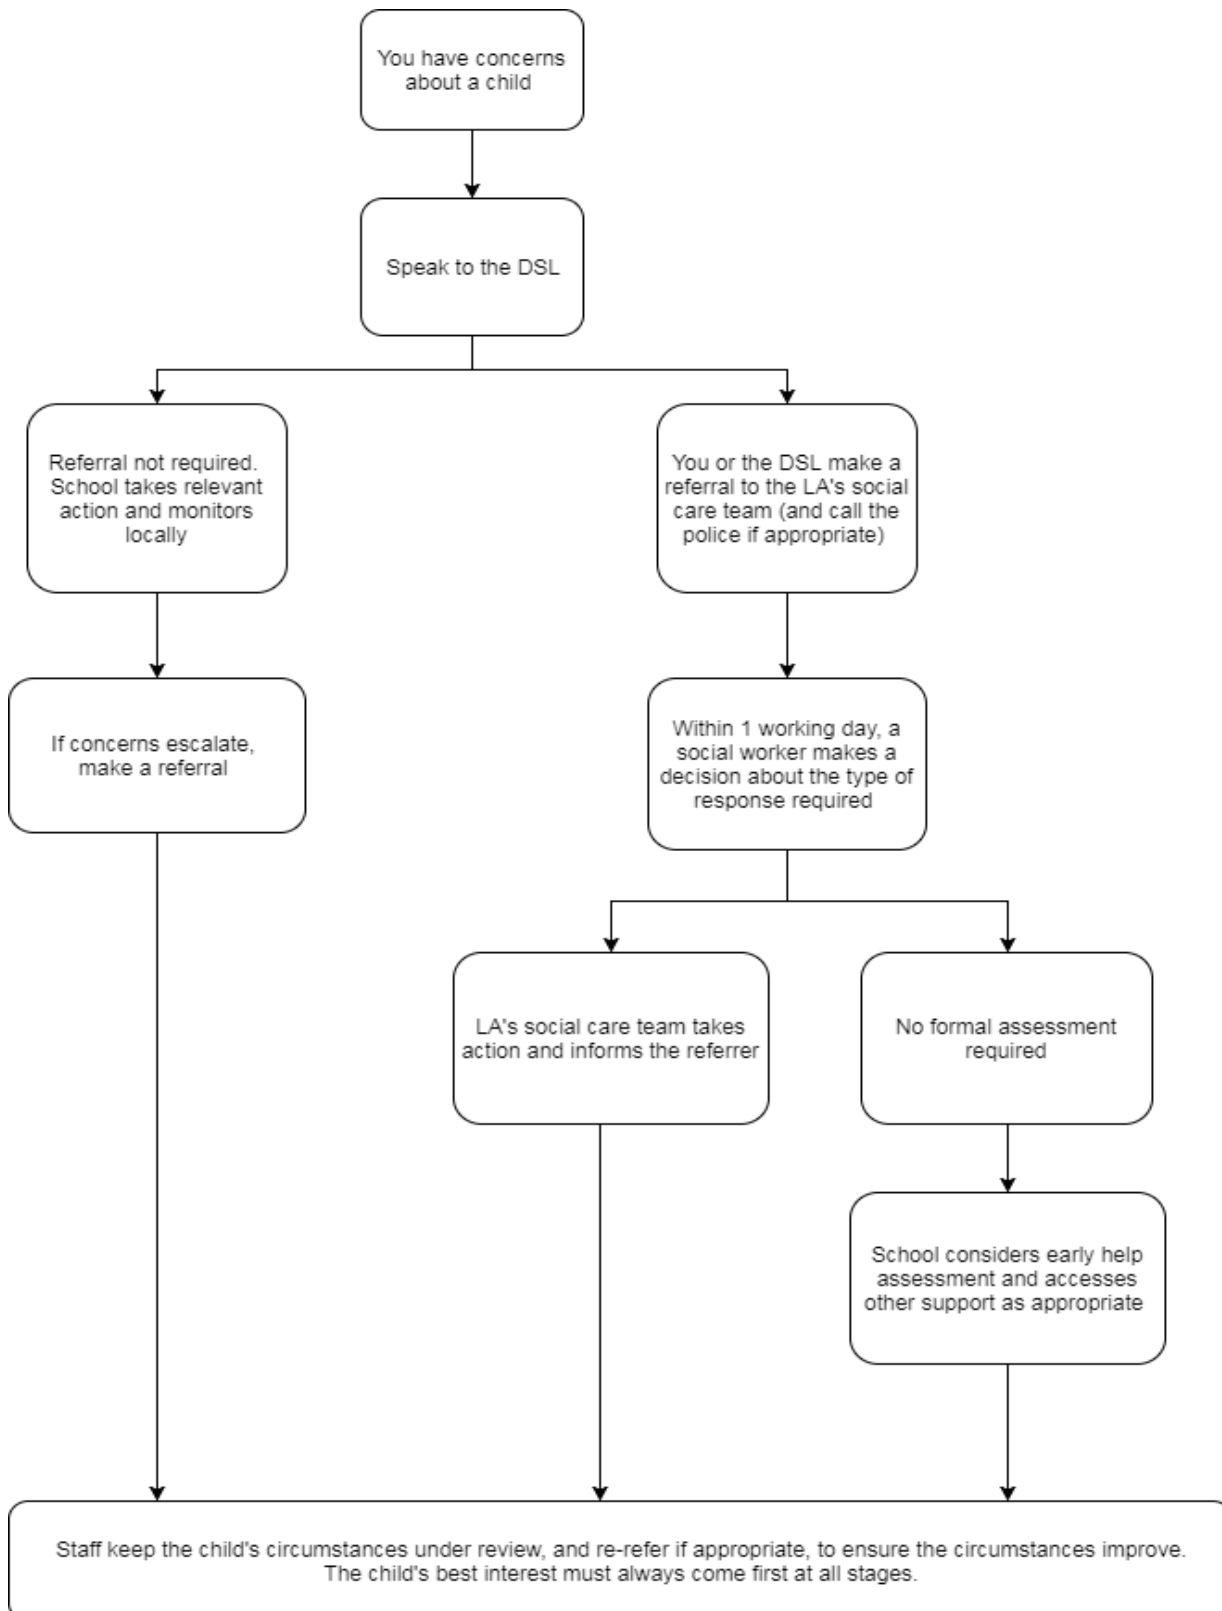 You have concerns
about a child
Speak to the DSL
Referral not required.
School takes relevant
action and monitors
locally
You or the DSL make a
referral to the LA's social
care team (and call the
police if appropriate)
If concerns escalate,
make a referral
Within 1 working day, a
social worker makes a
decision about the type of
response required
LA's social care team takes
action and informs the referrer
No formal assessment
required
School considers early help
assessment and accesses
other support as appropriate
Staff keep the child's circumstances under review, and re-refer if appropriate, to ensure the circumstances improve.
The child's best interest must always come first at all stages.